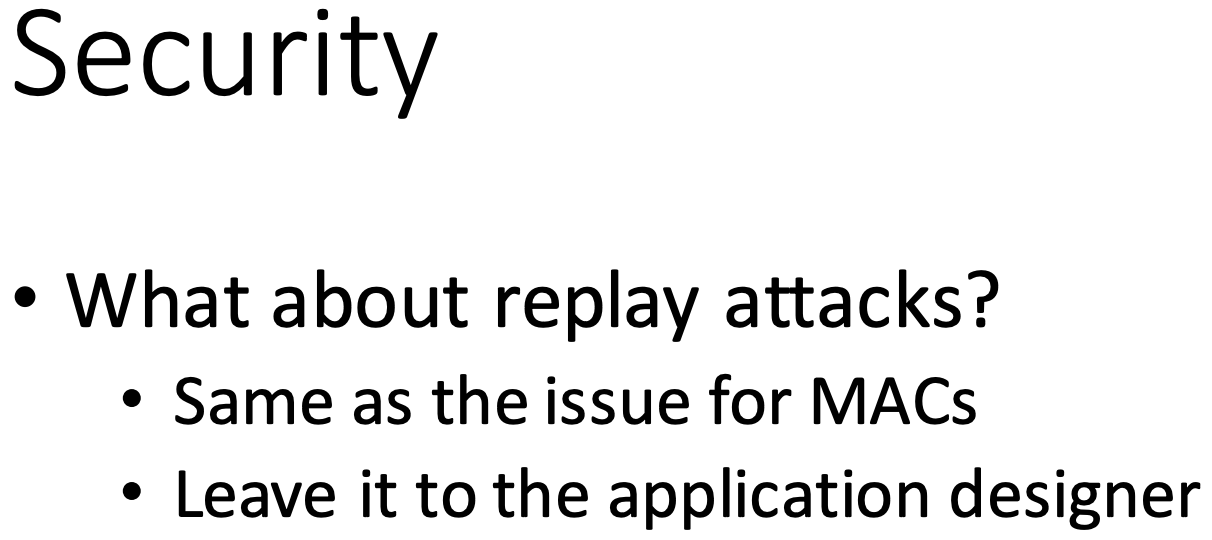 Security
• What about replay attacks?
• Same as the issue for MACs
• Leave it to the application designer